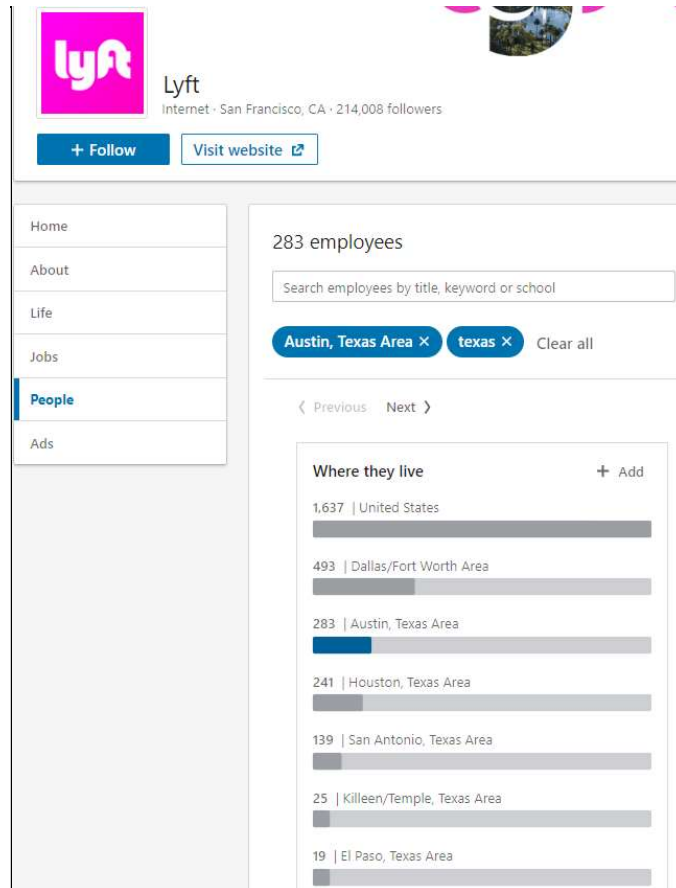 lyft
Lyft
Internet · San Francisco, CA · 214,008 followers
+ Follow
Visit website
Home
About
Life
Jobs
People
Ads
283 employees
Search employees by title, keyword or school
Austin, Texas Area ×
texas ×
Clear all
Previous
Next
Where they live
+ Add
1,637 | United States
493 | Dallas/Fort Worth Area
283 | Austin, Texas Area
241 | Houston, Texas Area
139 | San Antonio, Texas Area
25 | Killeen/Temple, Texas Area
19 | El Paso, Texas Area